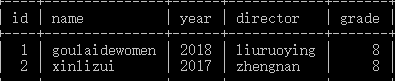 id | name | year | director | grade
1 | goulaidewomen | 2018 | liuruoying | 8
2 | xinlizui | 2017 | zhengnan | 8